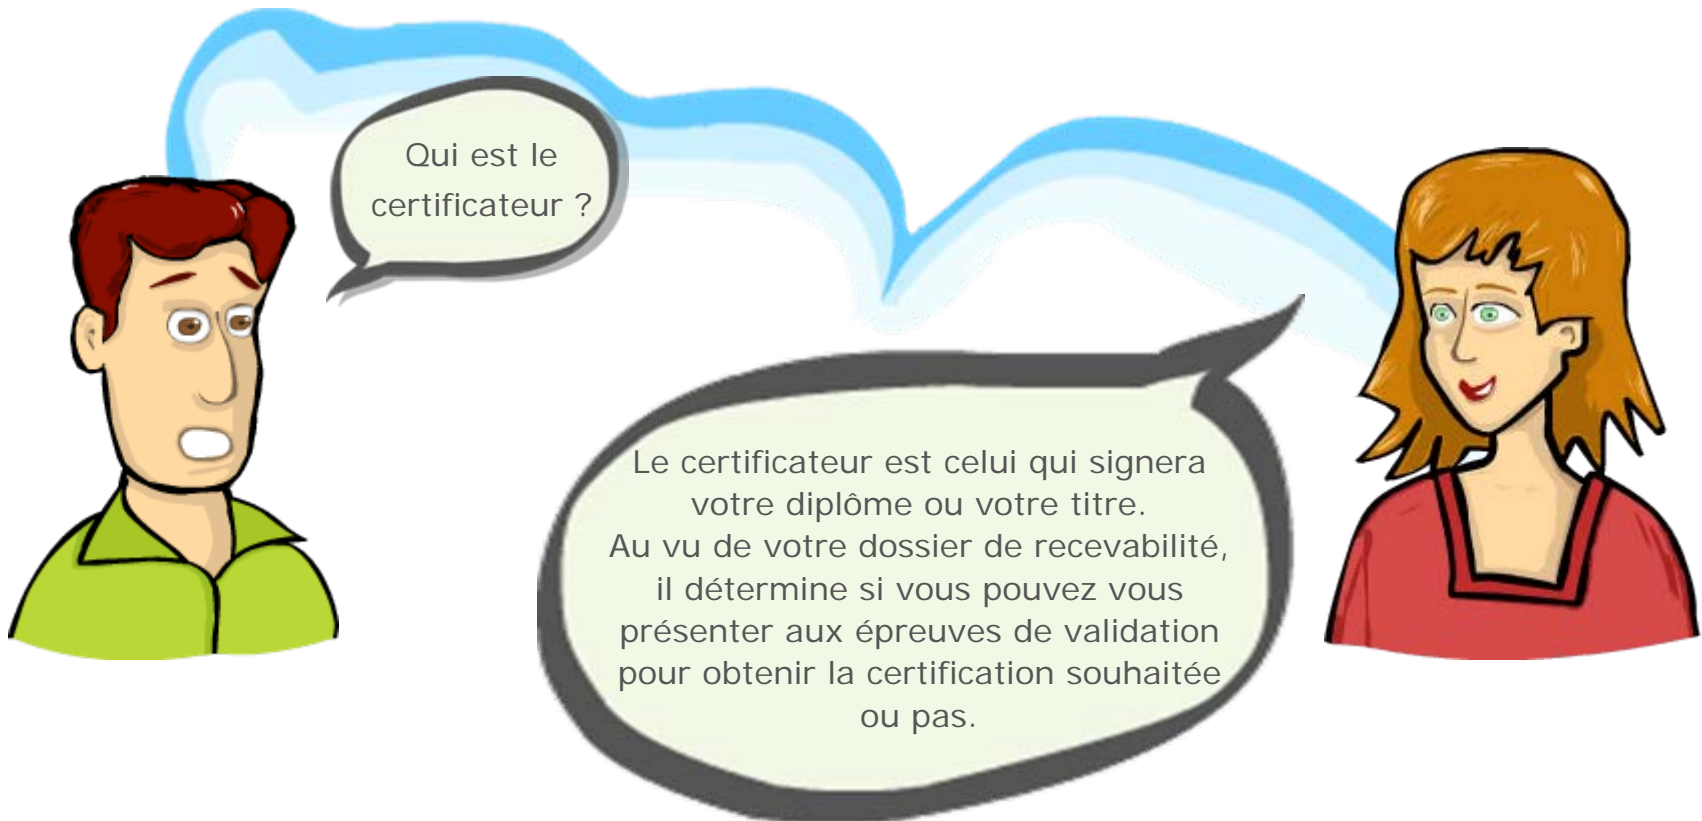 Qui est le
certificateur ?
Le certificateur est celui qui signera
votre diplôme ou votre titre.
Au vu de votre dossier de recevabilité,
il détermine si vous pouvez vous
présenter aux épreuves de validation
pour obtenir la certification souhaitée
ou pas.